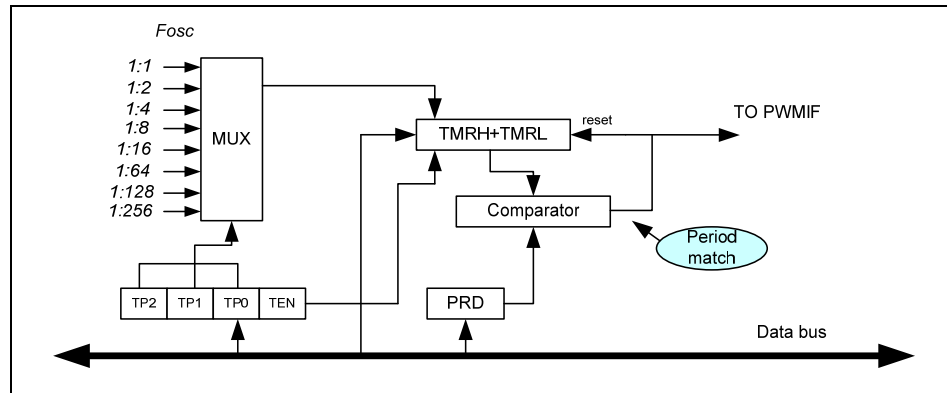 Fosc
1:1
1:2
1:4
1:8
1:16
1:64
1:128
1:256
MUX
TMRH+TMRL
reset
TO PWMIF
Comparator
Period
match
TP2 TP1 TP0 TEN
PRD
Data bus